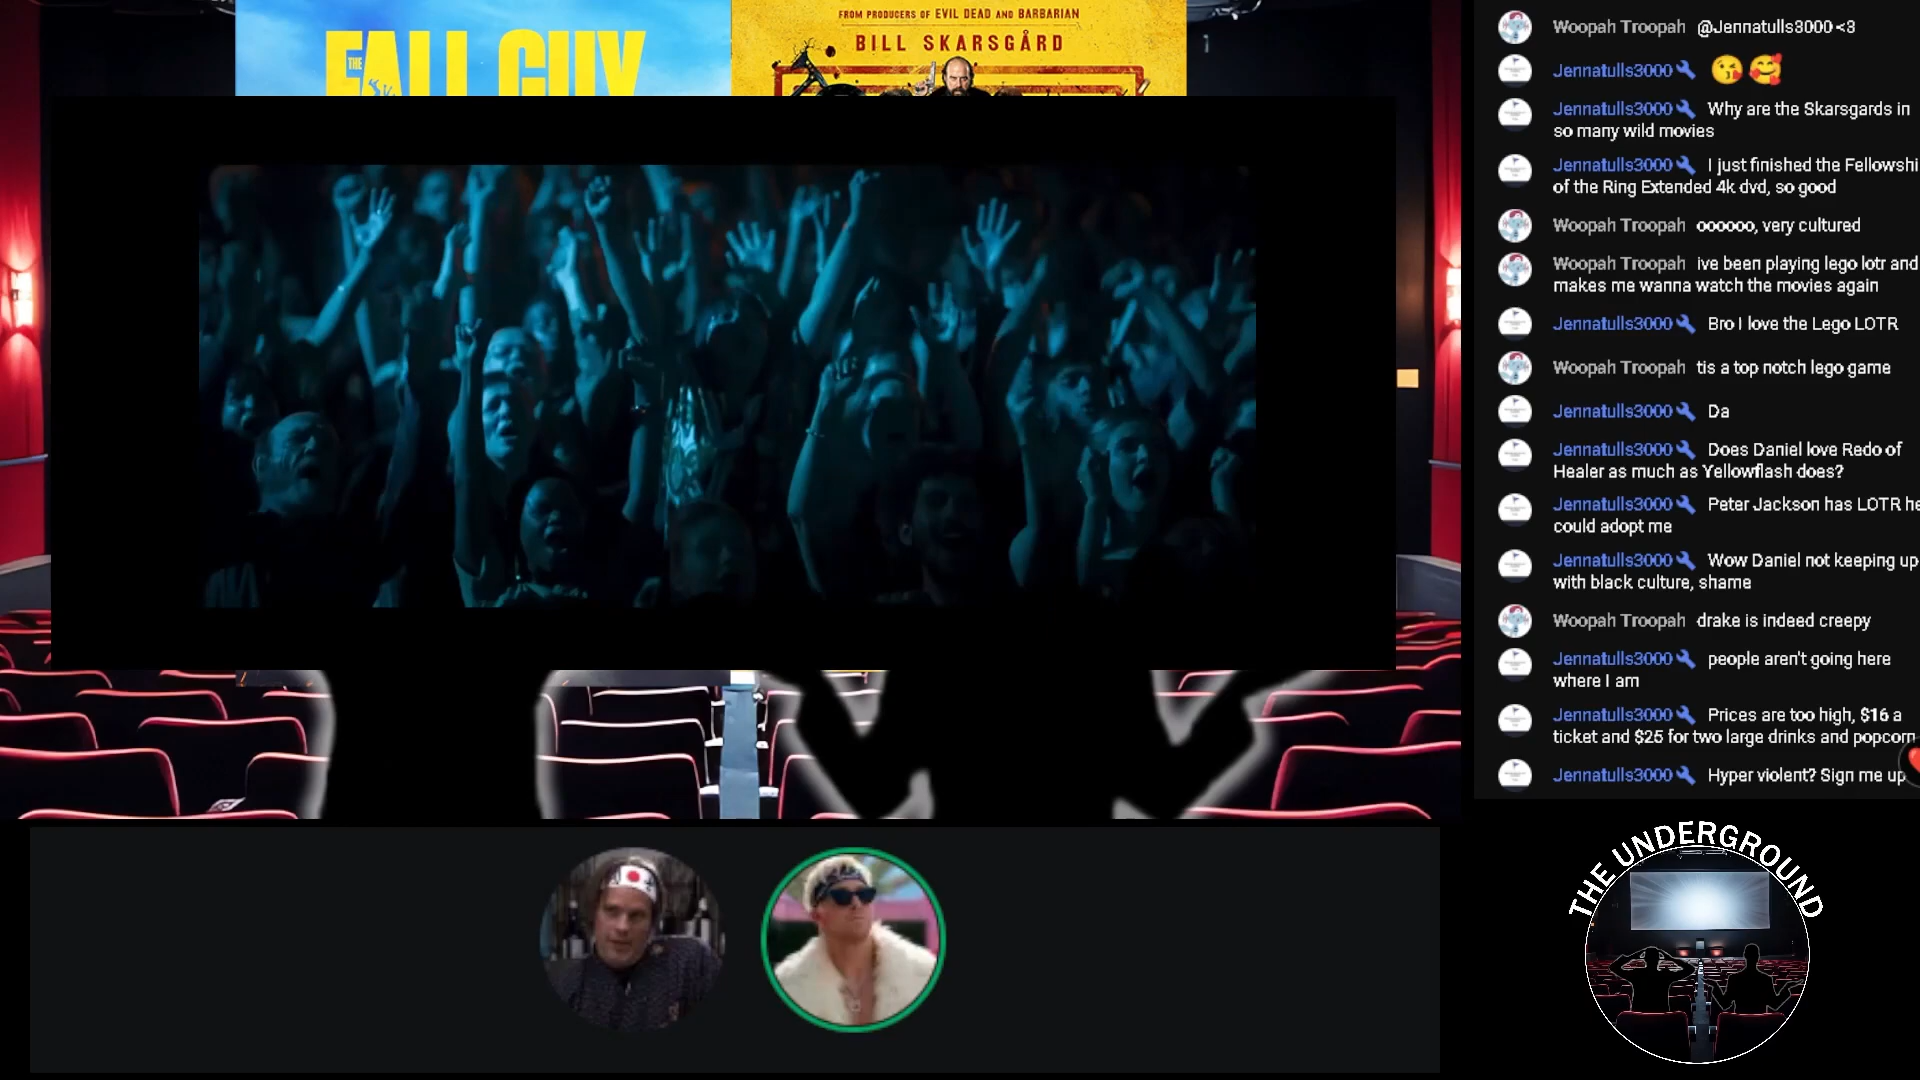 THE
FALL GUY
FROM PRODUCERS OF EVIL DEAD AND BARBARIAN
BILL SKARSGÅRD
Woopah Troopah @Jennatulls3000 <3
Jennatulls3000 😘🥰
Jennatulls3000 Why are the Skarsgards in
so many wild movies
Jennatulls3000 I just finished the Fellowshi
of the Ring Extended 4k dvd, so good
Woopah Troopah oooooo, very cultured
Woopah Troopah ive been playing lego lotr and
makes me wanna watch the movies again
Jennatulls3000 Bro I love the Lego LOTR
Woopah Troopah tis a top notch lego game
Jennatulls3000 Da
Jennatulls3000 Does Daniel love Redo of
Healer as much as Yellowflash does?
Jennatulls3000 Peter Jackson has LOTR he
could adopt me
Jennatulls3000 Wow Daniel not keeping up
with black culture, shame
Woopah Troopah drake is indeed creepy
Jennatulls3000 people aren't going here
where I am
Jennatulls3000 Prices are too high, $16 a
ticket and $25 for two large drinks and popcorn
Jennatulls3000 Hyper violent? Sign me up
THE UNDERGROUND